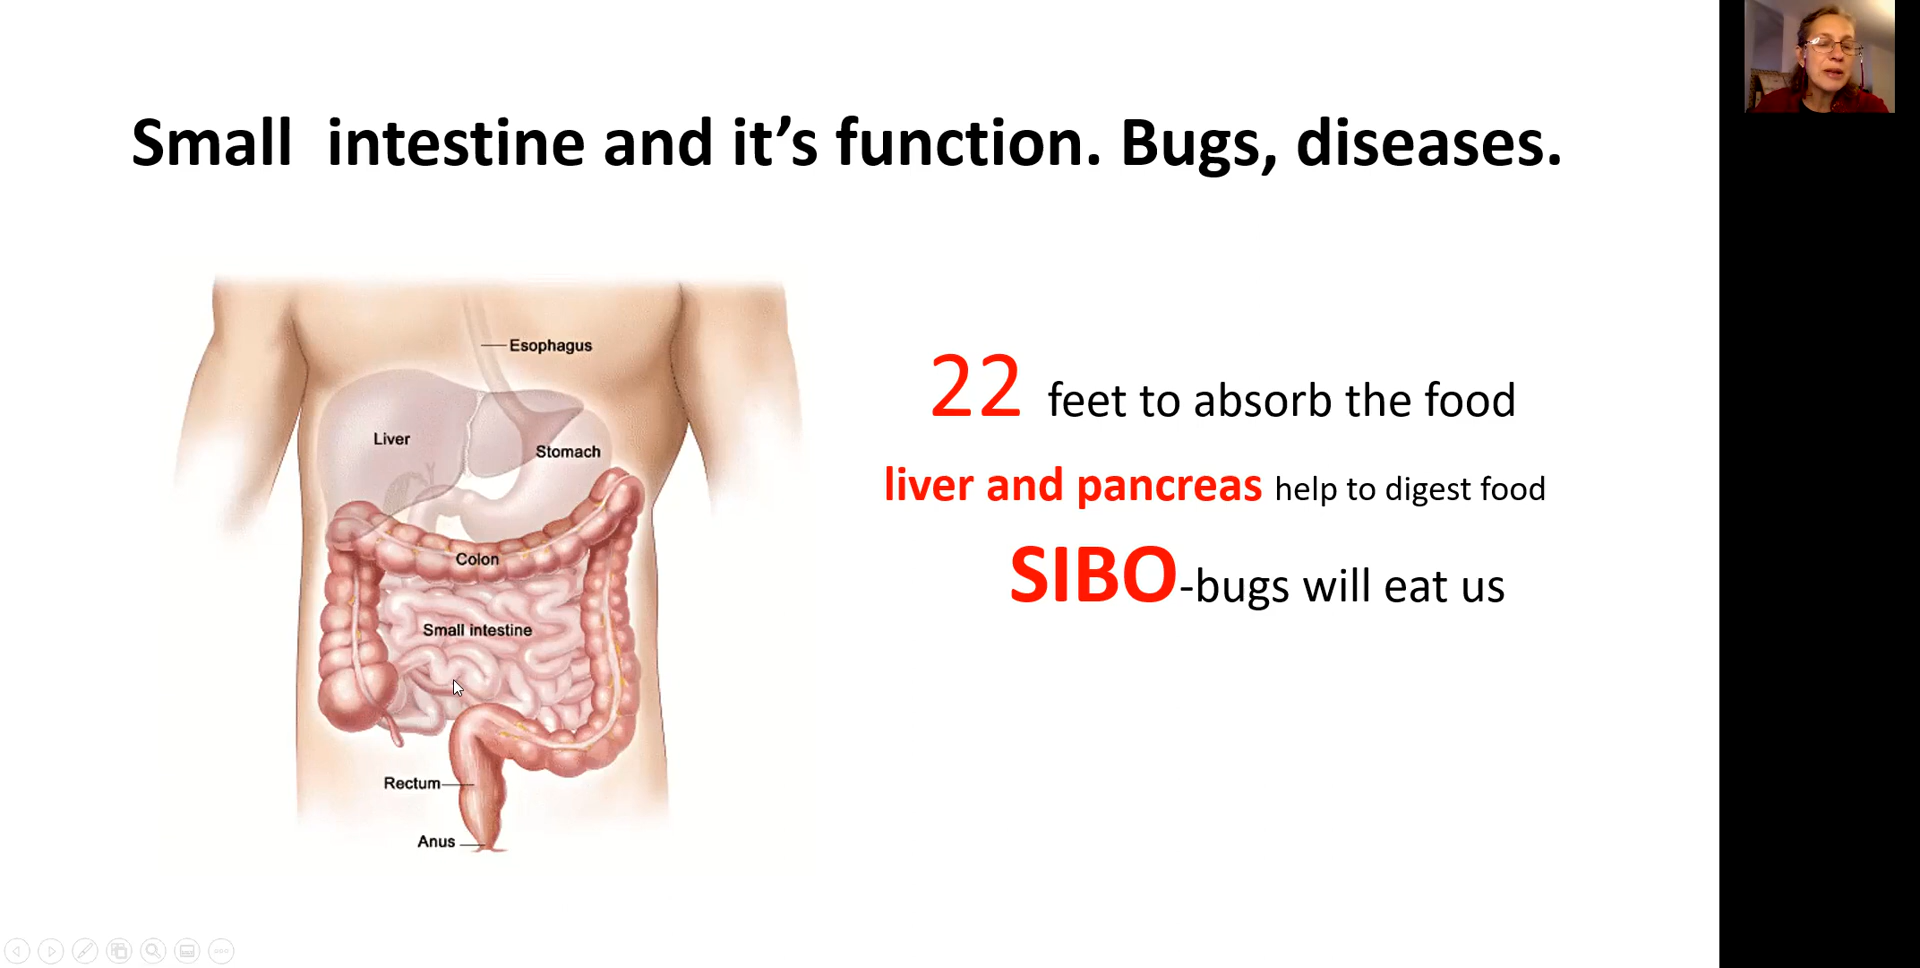 Small intestine and it’s function. Bugs, diseases.
Esophagus
Liver
Stomach
Colon
Small intestine
Rectum
Anus
22 feet to absorb the food
liver and pancreas help to digest food
SIBO-bugs will eat us